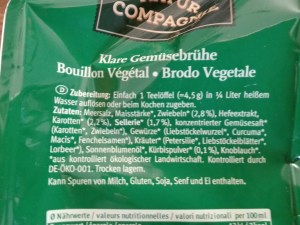 NATUR
COMPAGNIE
Klare Gemüsebrühe
Bouillon Végétal • Brodo Vegetale
D Zubereitung: Einfach 1 Teelöffel (=4,5g) in ¼ Liter heißem
Wasser auflösen oder beim Kochen zugeben.
Zutaten: Meersalz, Maisstärke*, Zwiebeln* (2,8%), Hefeextrakt,
Karotten* (2,2%), Sellerie* (1,7%), konzentrierter Gemüsesaft*
(Karotten*, Zwiebeln*), Gewürze* (Liebstöckelwurzel*, Curcuma*,
Macis*, Fenchelsamen*), Kräuter* (Petersilie*, Liebstöckelblätter*,
Lorbeer*), Sonnenblumenöl*, Kürbispulver* (0,1%), Knoblauch*.
*aus kontrolliert ökologischer Landwirtschaft. Kontrolliert durch
DE-ÖKO-001. Trocken lagern.
Kann Spuren von Milch, Gluten, Soja, Senf und Ei enthalten.
Ø Nährwerte / valeurs nutritionnelles / valori nutrizionali per 100ml